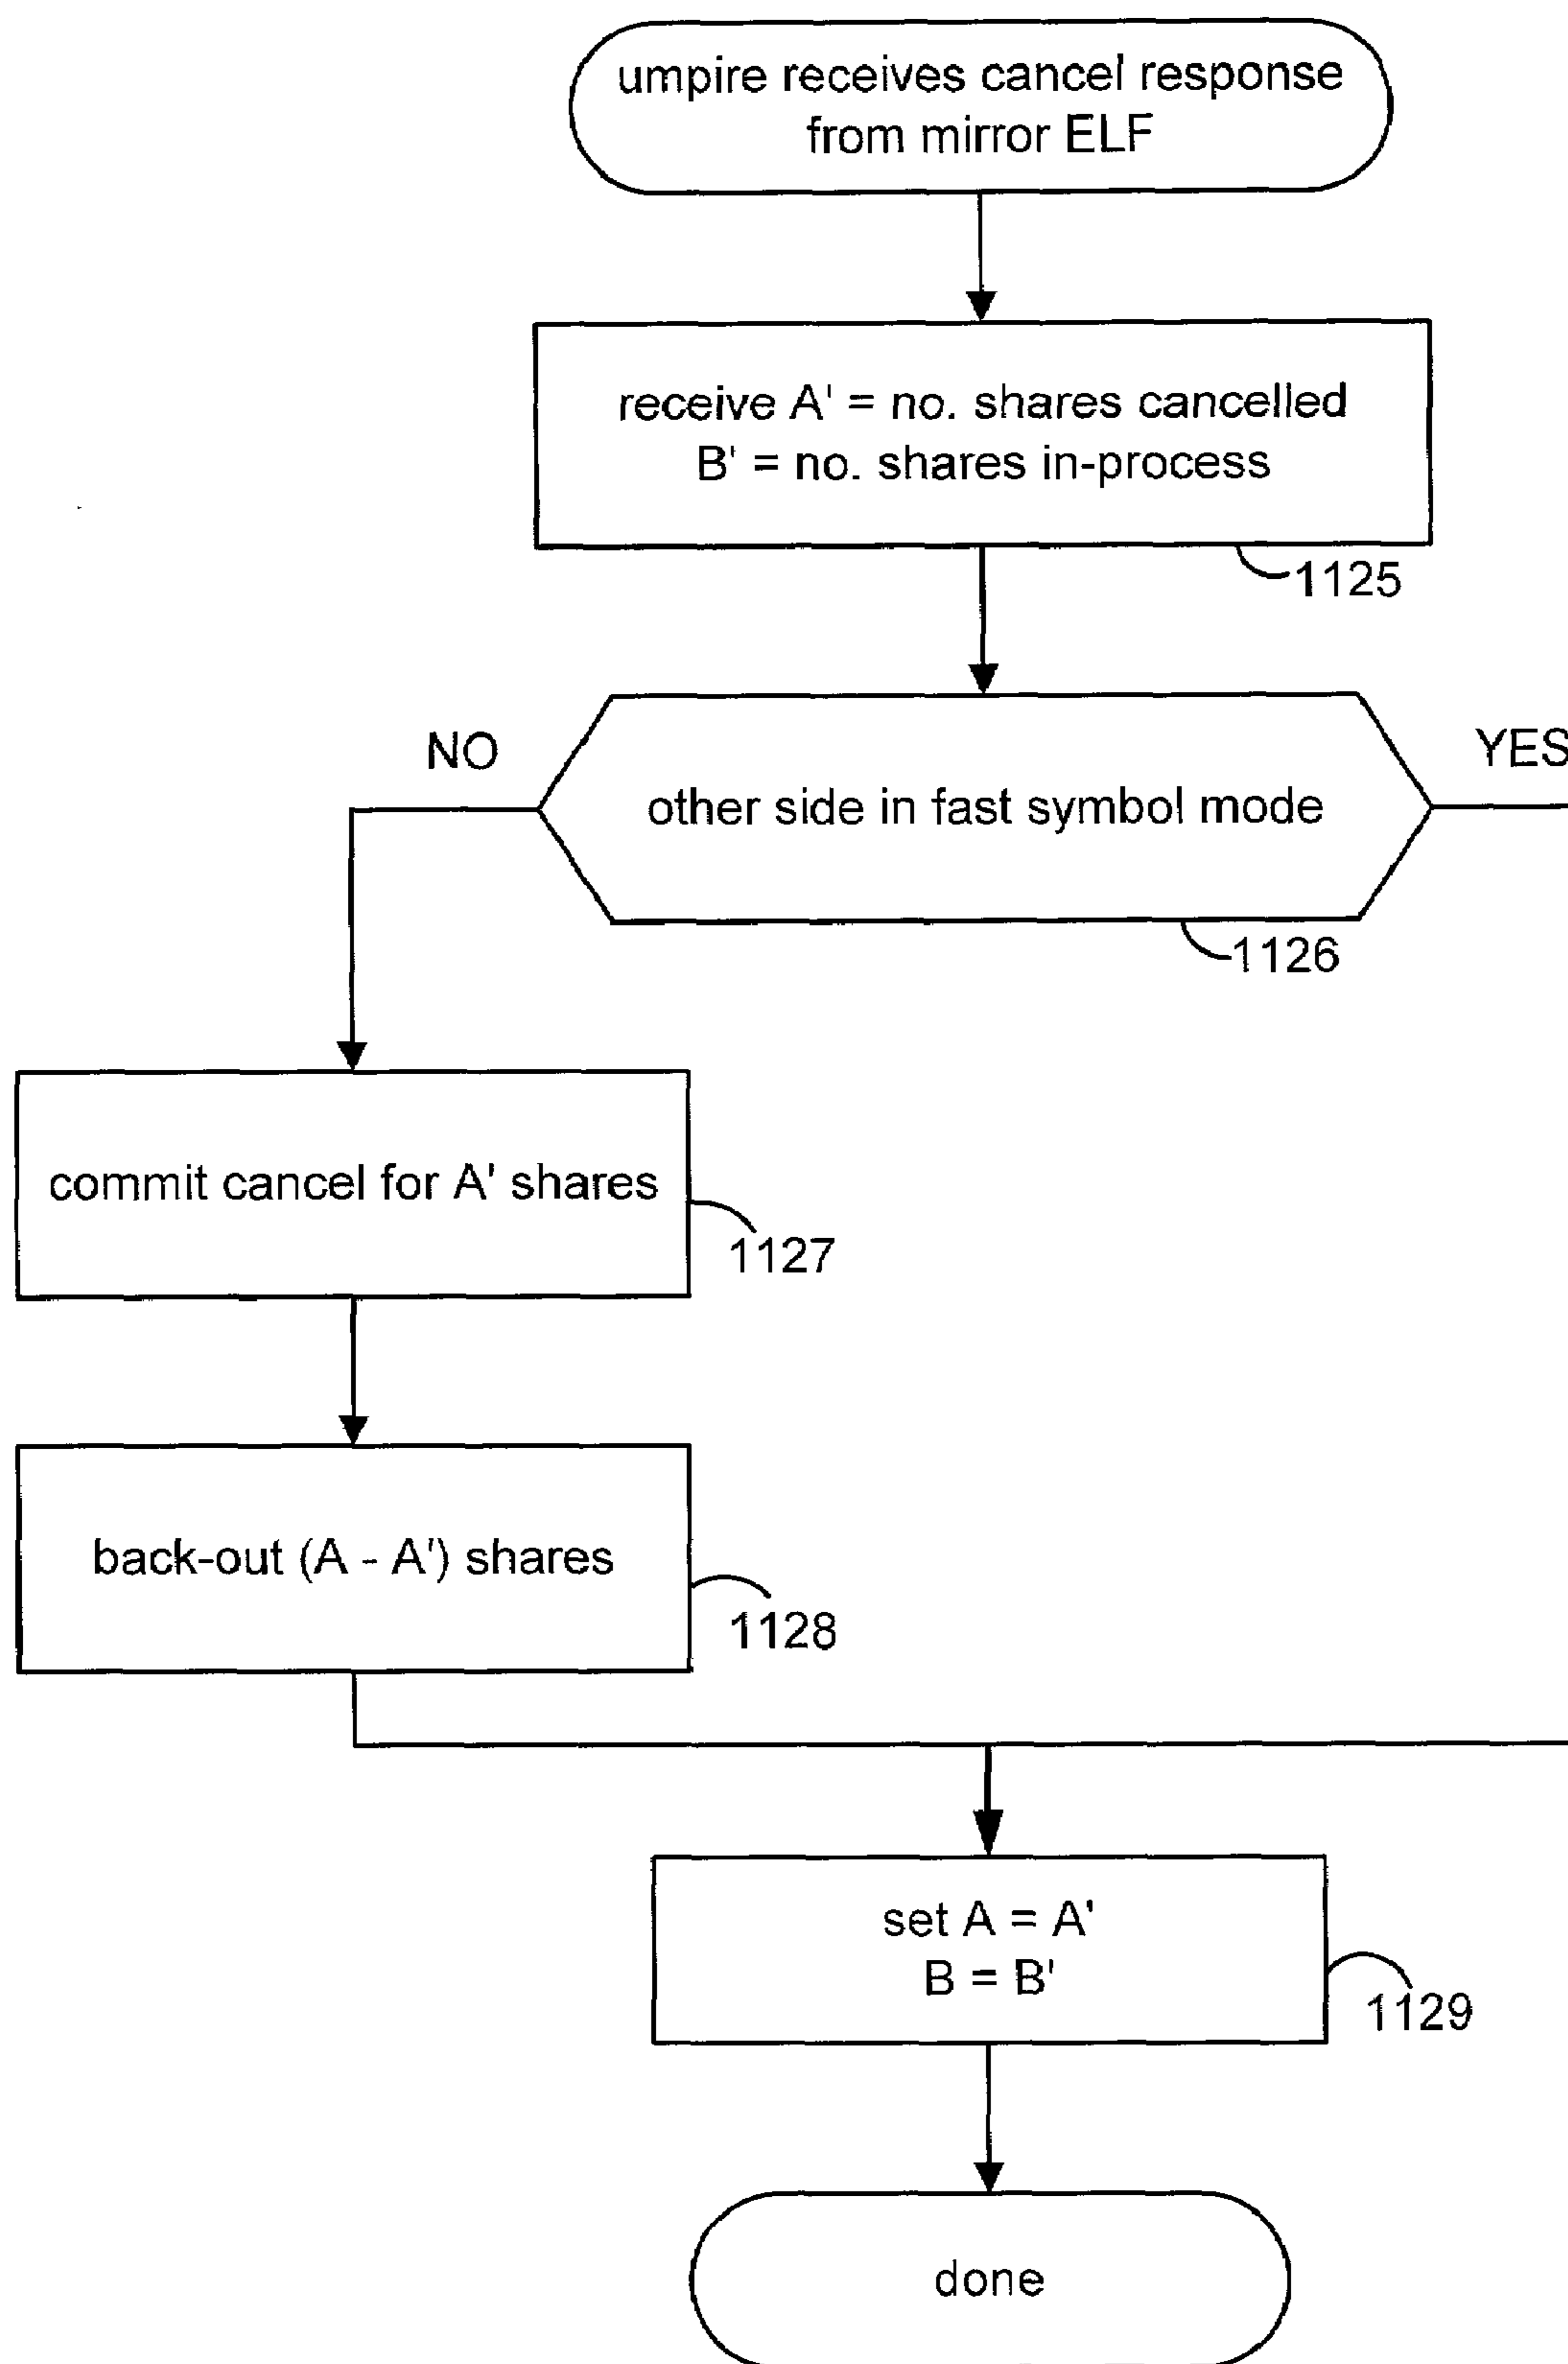 umpire receives cancel response
from mirror ELF
receive A' = no. shares cancelled
B' = no. shares in-process
1125
NO
YES
other side in fast symbol mode
1126
commit cancel for A' shares
1127
back-out (A - A') shares
1128
set A = A'
B = B'
1129
done